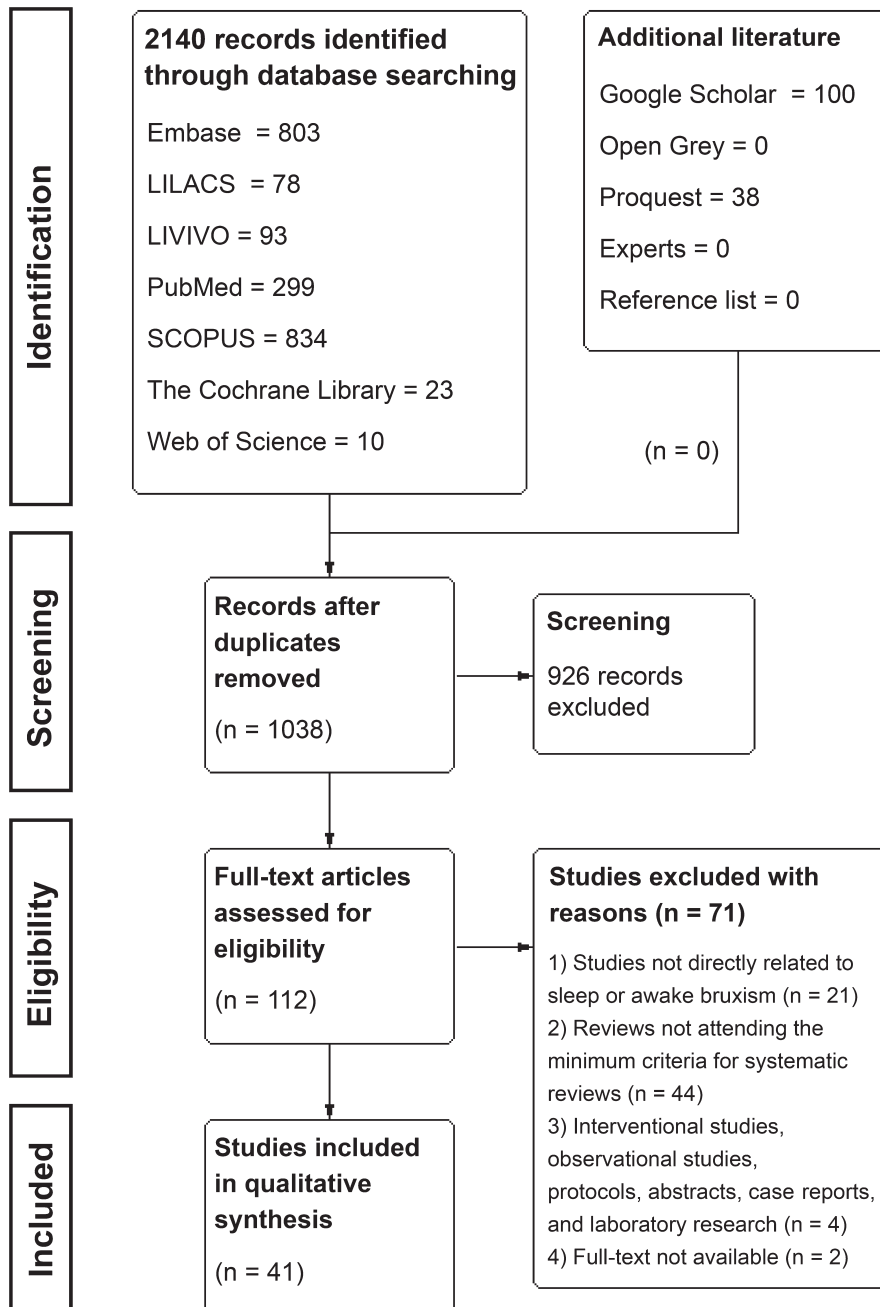 Identification
2140 records identified
through database searching
Embase = 803
LILACS = 78
LIVIVO = 93
PubMed = 299
SCOPUS = 834
The Cochrane Library = 23
Web of Science = 10
Additional literature
Google Scholar = 100
Open Grey = 0
Proquest = 38
Experts = 0
Reference list = 0
(n = 0)
Screening
Records after
duplicates
removed
(n = 1038)
Screening
926 records
excluded
Eligibility
Full-text articles
assessed for
eligibility
(n = 112)
Studies excluded with
reasons (n = 71)
1) Studies not directly related to
sleep or awake bruxism (n = 21)
2) Reviews not attending the
minimum criteria for systematic
reviews (n = 44)
3) Interventional studies,
observational studies,
protocols, abstracts, case reports,
and laboratory research (n = 4)
4) Full-text not available (n = 2)
Included
Studies included
in qualitative
synthesis
(n = 41)